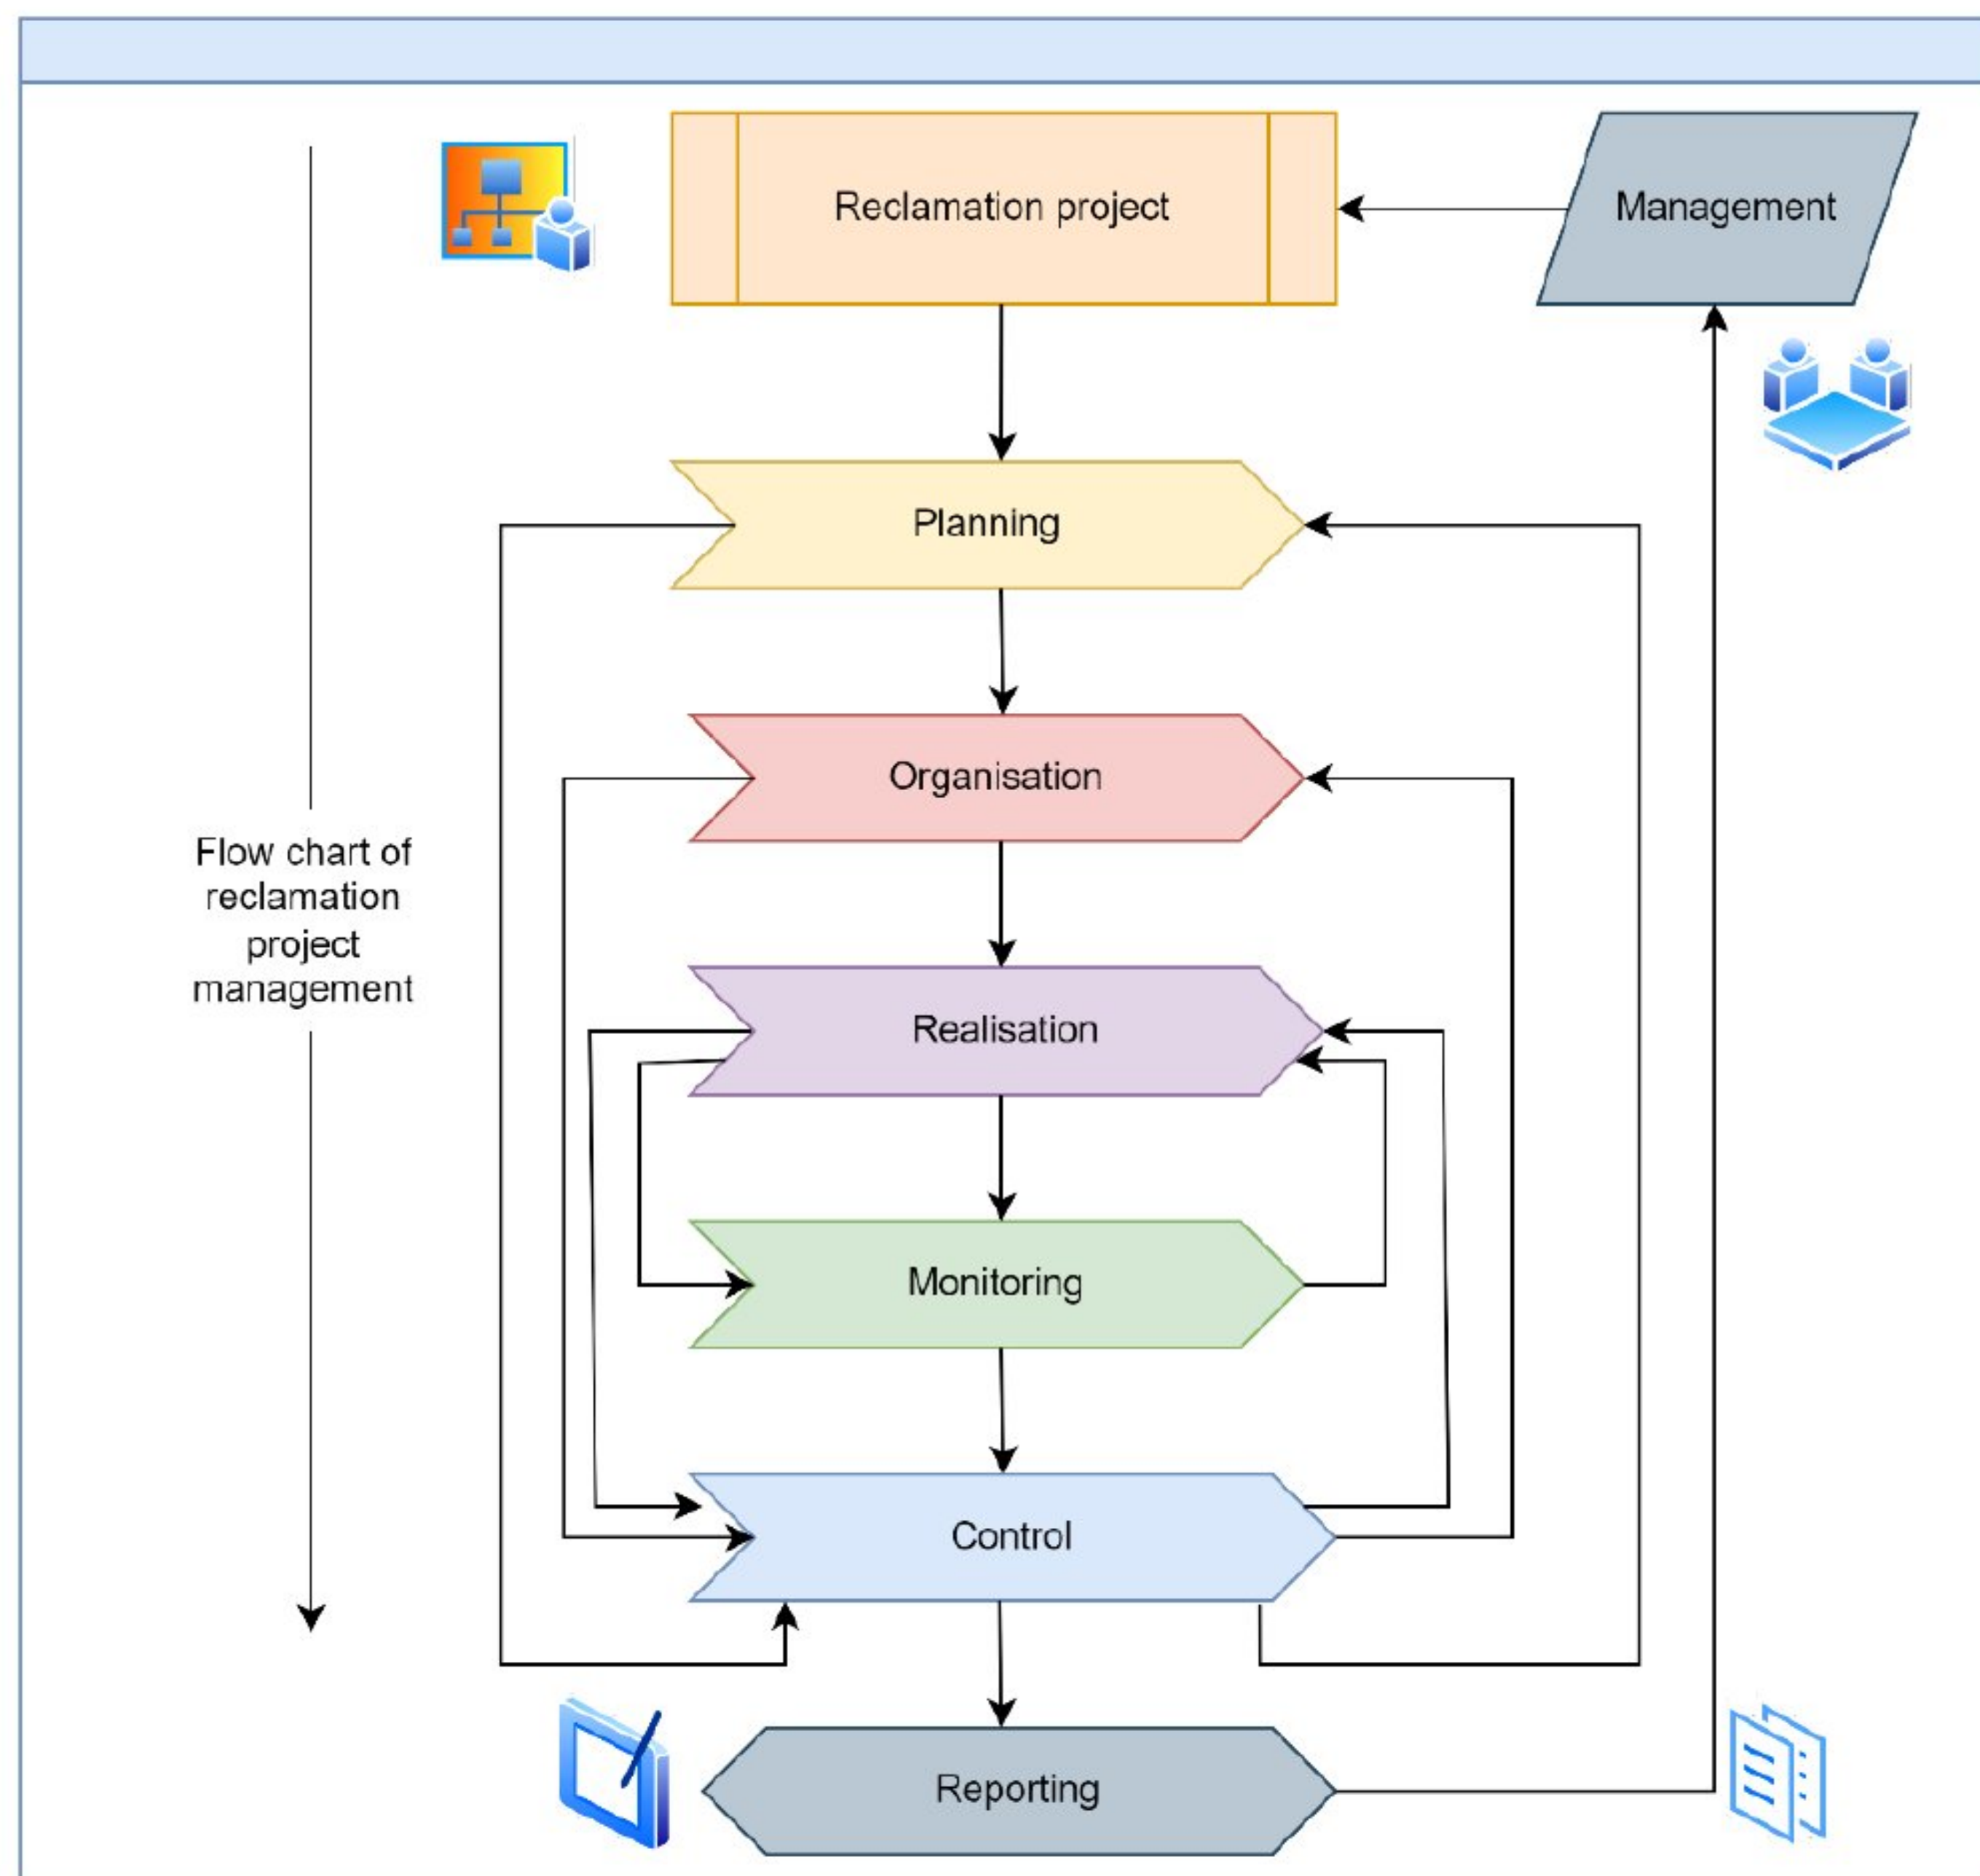 Reclamation project
Management
Planning
Organisation
Flow chart of
reclamation
project
management
Realisation
Monitoring
Control
Reporting